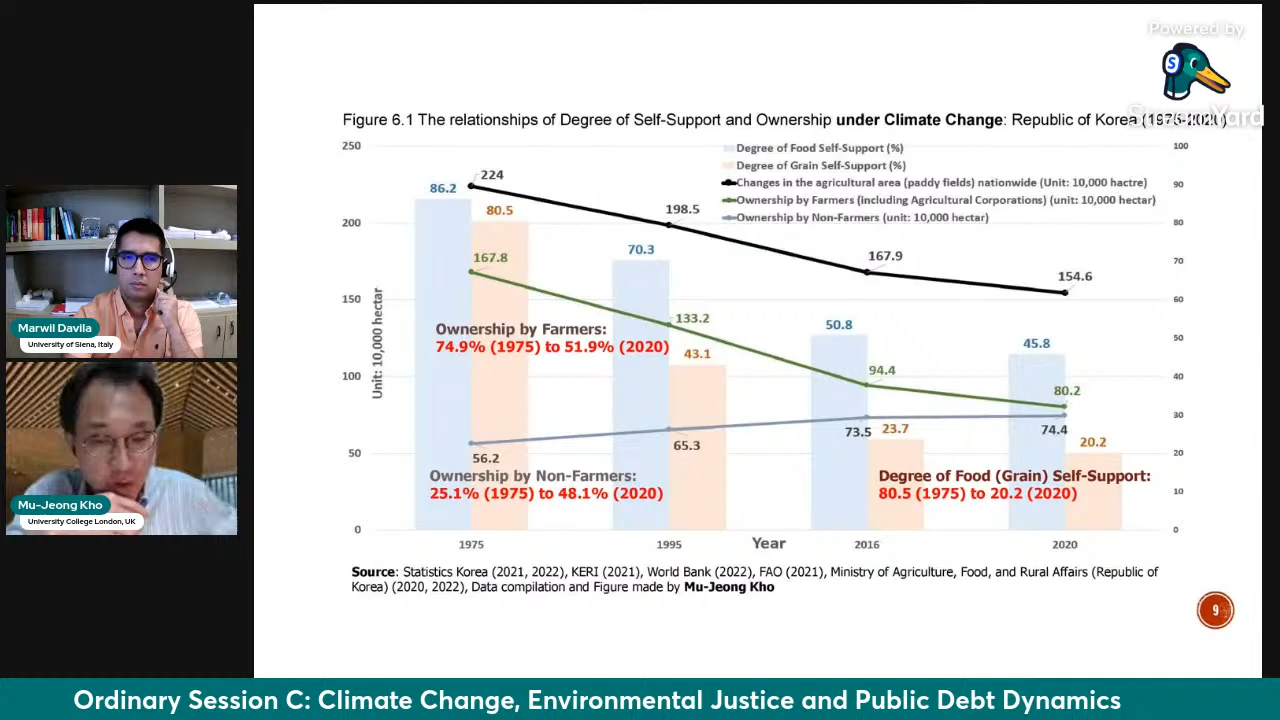 Powered by
S
StreamYard
Figure 6.1 The relationships of Degree of Self-Support and Ownership under Climate Change: Republic of Korea (1975-2020)
250
200
150
100
50
0
Unit: 10,000 hectar
100
90
80
70
60
50
40
30
20
10
0
Degree of Food Self-Support (%)
Degree of Grain Self-Support (%)
Changes in the agricultural area (paddy fields) nationwide (Unit: 10,000 hactre)
Ownership by Farmers (including Agricultural Corporations) (unit: 10,000 hectar)
Ownership by Non-Farmers (unit: 10,000 hectar)
86.2
224
80.5
167.8
56.2
198.5
70.3
133.2
43.1
65.3
167.9
50.8
94.4
73.5
23.7
154.6
45.8
80.2
74.4
20.2
Ownership by Farmers:
74.9% (1975) to 51.9% (2020)
Ownership by Non-Farmers:
25.1% (1975) to 48.1% (2020)
Degree of Food (Grain) Self-Support:
80.5 (1975) to 20.2 (2020)
1975
1995
Year
2016
2020
Source: Statistics Korea (2021, 2022), KERI (2021), World Bank (2022), FAO (2021), Ministry of Agriculture, Food, and Rural Affairs (Republic of
Korea) (2020, 2022), Data compilation and Figure made by Mu-Jeong Kho
9
Marwil Davila
University of Siena, Italy
Mu-Jeong Kho
University College London, UK
Ordinary Session C: Climate Change, Environmental Justice and Public Debt Dynamics